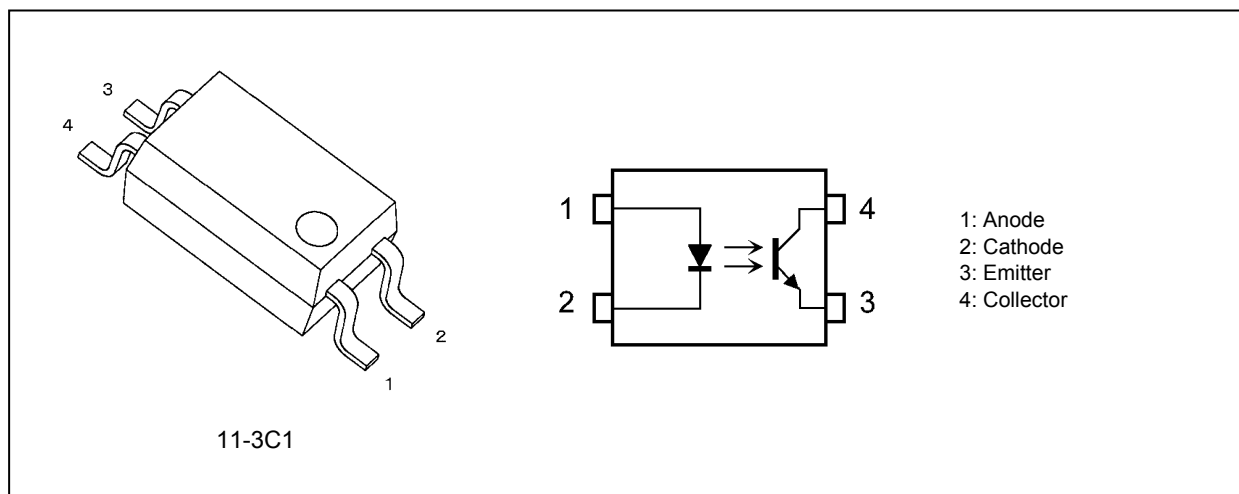 3
4
2
1
11-3C1
1
4
2
3
1: Anode
2: Cathode
3: Emitter
4: Collector